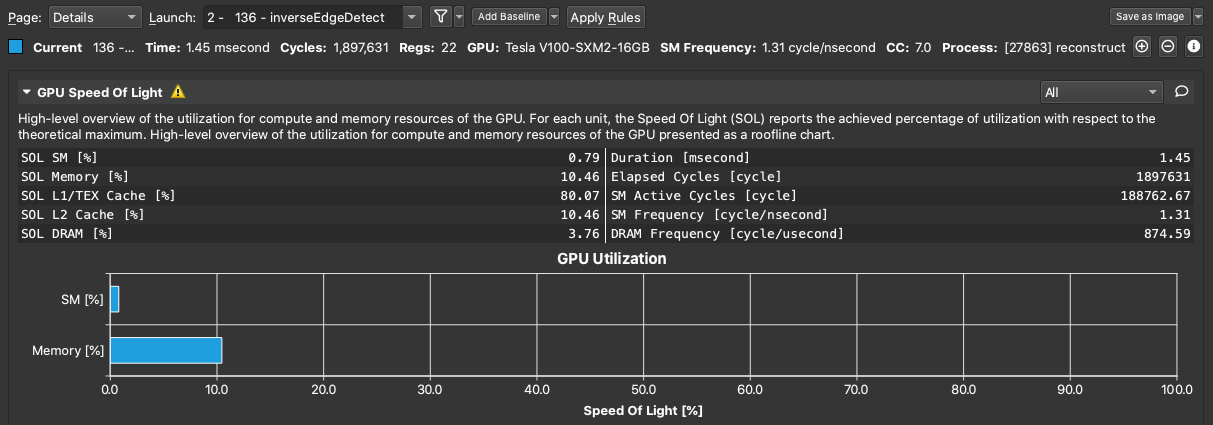 Page: Details Launch: 2 - 136 - inverseEdgeDetect Add Baseline Apply Rules Save as Image
Current 136 -... Time: 1.45 msecond Cycles: 1,897,631 Regs: 22 GPU: Tesla V100-SXM2-16GB SM Frequency: 1.31 cycle/nsecond CC: 7.0 Process: [27863] reconstruct
GPU Speed Of Light All
High-level overview of the utilization for compute and memory resources of the GPU. For each unit, the Speed Of Light (SOL) reports the achieved percentage of utilization with respect to the
theoretical maximum. High-level overview of the utilization for compute and memory resources of the GPU presented as a roofline chart.
SOL SM [%] 0.79 Duration [msecond] 1.45
SOL Memory [%] 10.46 Elapsed Cycles [cycle] 1897631
SOL L1/TEX Cache [%] 80.07 SM Active Cycles [cycle] 188762.67
SOL L2 Cache [%] 10.46 SM Frequency [cycle/nsecond] 1.31
SOL DRAM [%] 3.76 DRAM Frequency [cycle/usecond] 874.59
GPU Utilization
SM [%]
Memory [%]
0.0 10.0 20.0 30.0 40.0 50.0 60.0 70.0 80.0 90.0 100.0
Speed Of Light [%]